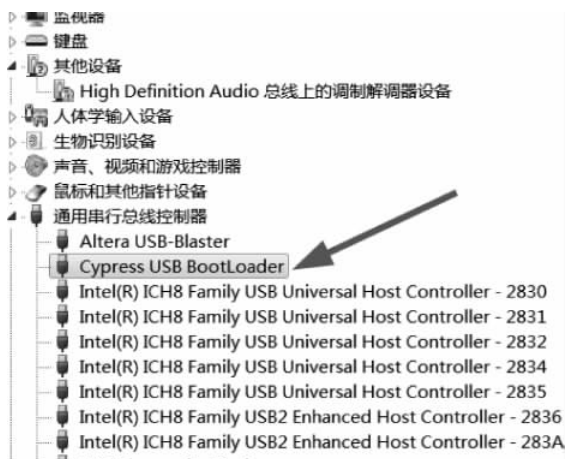 监视器
键盘
其他设备
High Definition Audio 总线上的调制解调器设备
人体学输入设备
生物识别设备
声音、视频和游戏控制器
鼠标和其他指针设备
通用串行总线控制器
Altera USB-Blaster
Cypress USB BootLoader
Intel(R) ICH8 Family USB Universal Host Controller - 2830
Intel(R) ICH8 Family USB Universal Host Controller - 2831
Intel(R) ICH8 Family USB Universal Host Controller - 2832
Intel(R) ICH8 Family USB Universal Host Controller - 2834
Intel(R) ICH8 Family USB Universal Host Controller - 2835
Intel(R) ICH8 Family USB2 Enhanced Host Controller - 2836
Intel(R) ICH8 Family USB2 Enhanced Host Controller - 283A